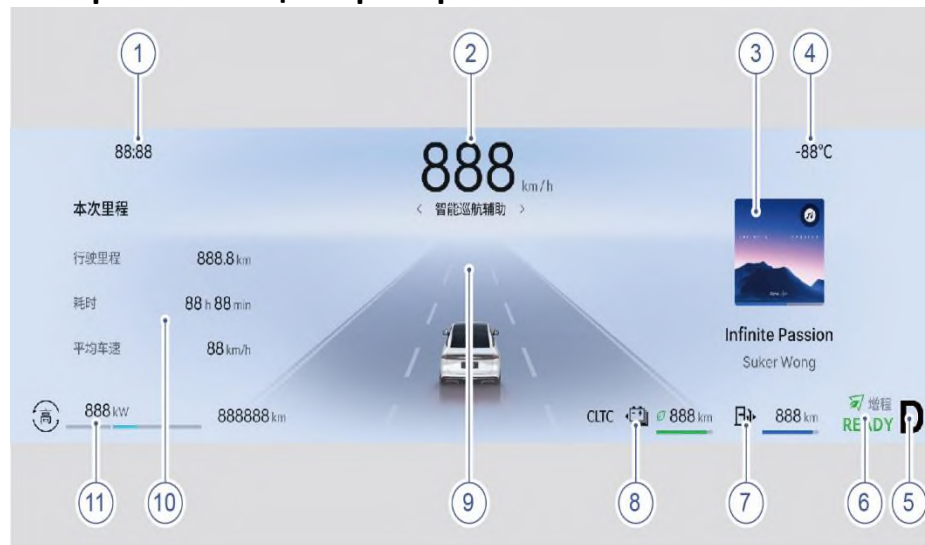 1
2
3
4
88:88
888 km/h
-88°C
本次里程
< 智能巡航辅助 >
行驶里程 888.8 km
耗时 88 h 88 min
平均车速 88 km/h
Infinite Passion
Suker Wong
高 888 kW 888888 km
CLTC 888 km 888 km
增程
READY D
11
10
9
8
7
6
5